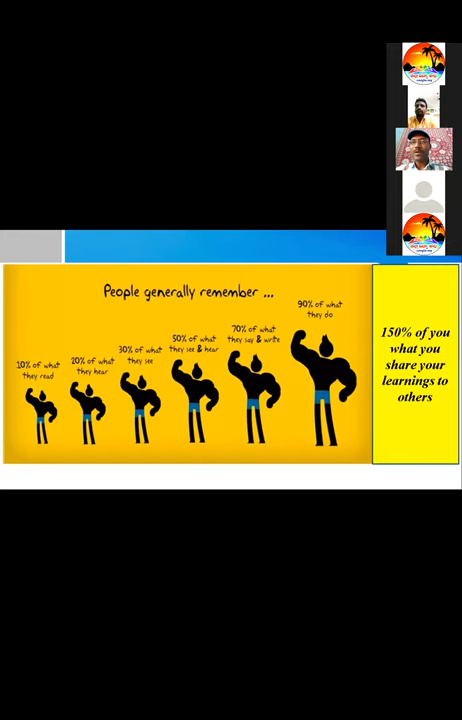 People generally remember ...
10% of what
they read
20% of what
they hear
30% of what
they see
50% of what
they see & hear
70% of what
they say & write
90% of what
they do
150% of you
what you
share your
learnings to
others